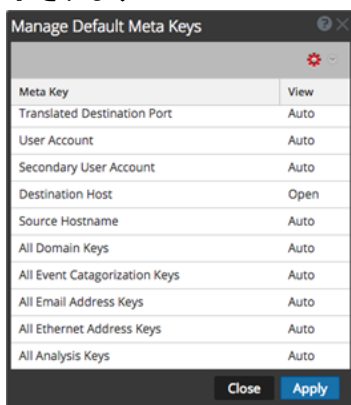 Manage Default Meta Keys
Meta Key View
Translated Destination Port Auto
User Account Auto
Secondary User Account Auto
Destination Host Open
Source Hostname Auto
All Domain Keys Auto
All Event Catagorization Keys Auto
All Email Address Keys Auto
All Ethernet Address Keys Auto
All Analysis Keys Auto
Close Apply